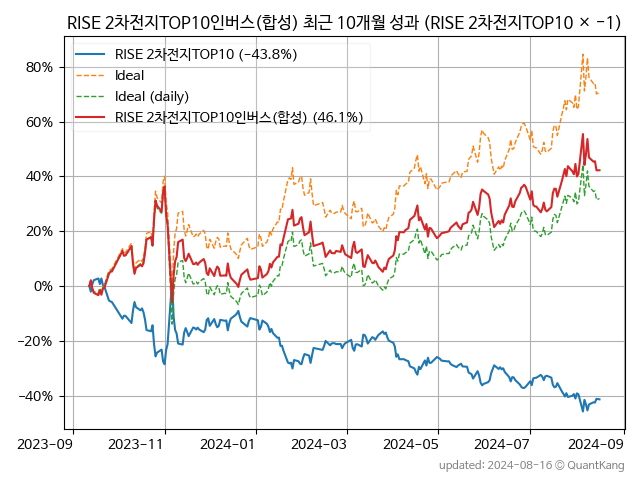 RISE 2차전지TOP10인버스(합성) 최근 10개월 성과 (RISE 2차전지TOP10 × −1)
RISE 2차전지TOP10 (−43.8%)
Ideal
Ideal (daily)
RISE 2차전지TOP10인버스(합성) (46.1%)
80%
60%
40%
20%
0%
−20%
−40%
2023-09 2023-11 2024-01 2024-03 2024-05 2024-07 2024-09
updated: 2024-08-16 © QuantKang